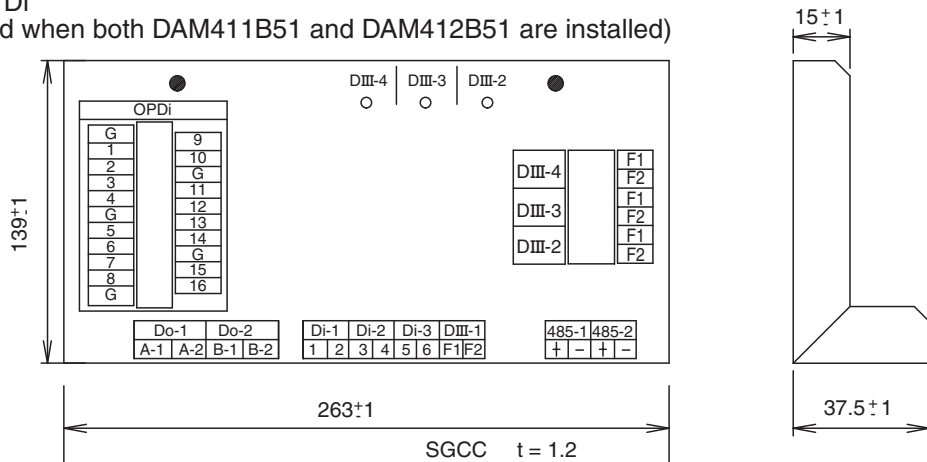 Di
d when both DAM411B51 and DAM412B51 are installed)
15±1
DIII-4 DIII-3 DIII-2
OPDi
G
1
2
3
4
G
5
6
7
8
G
9
10
G
11
12
13
14
G
15
16
DIII-4 F1
F2
DIII-3 F1
F2
DIII-2 F1
F2
139±1
Do-1 Do-2 Di-1 Di-2 Di-3 DIII-1 485-1 485-2
A-1 A-2 B-1 B-2 1 2 3 4 5 6 F1 F2 + - + -
263±1
37.5±1
SGCC t = 1.2